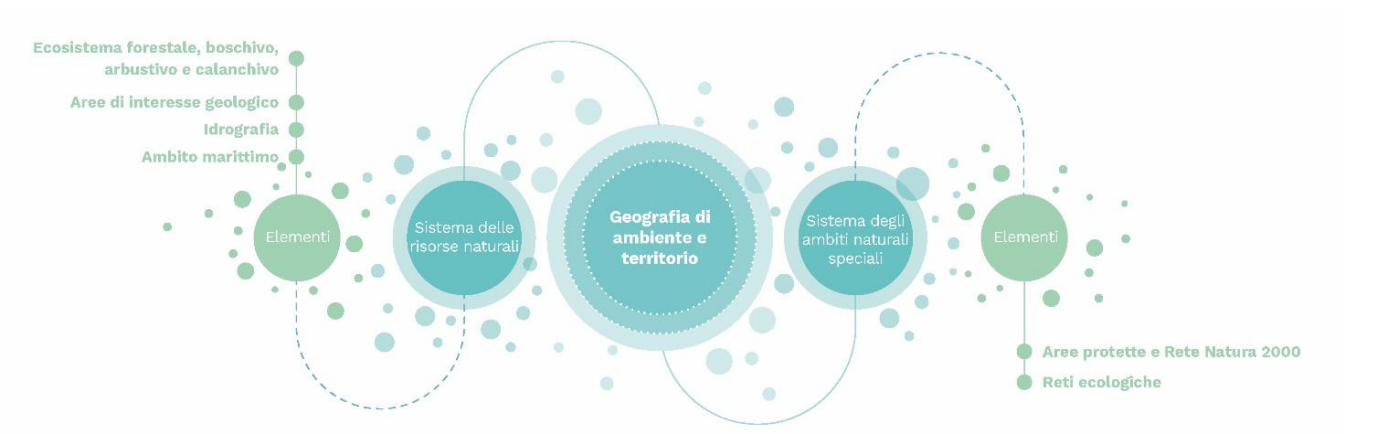 Ecosistema forestale, boschivo,
arbustivo e calanchivo
Aree di interesse geologico
Idrografia
Ambito marittimo
Elementi
Sistema delle
risorse naturali
Geografia di
ambiente e
territorio
Sistema degli
ambiti naturali
speciali
Elementi
Aree protette e Rete Natura 2000
Reti ecologiche